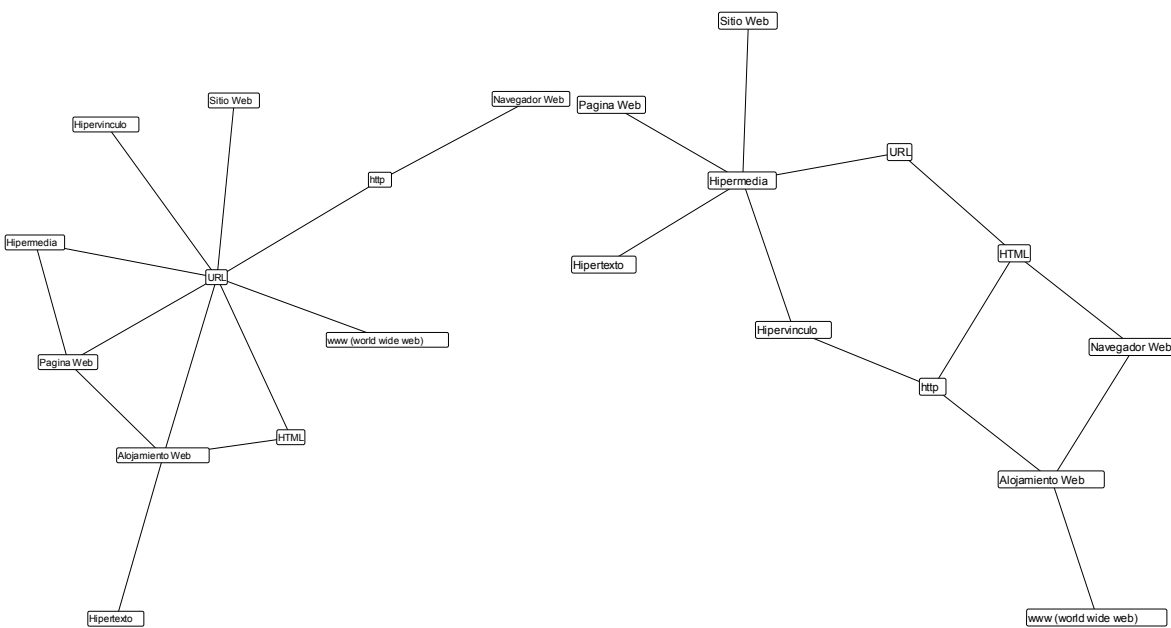 Sitio Web
Hipervinculo
Navegador Web
http
Hipermedia
URL
www (world wide web)
Pagina Web
HTML
Alojamiento Web
Hipertexto
Sitio Web
Pagina Web
URL
Hipermedia
HTML
Hipertexto
Hipervinculo
Navegador Web
http
Alojamiento Web
www (world wide web)